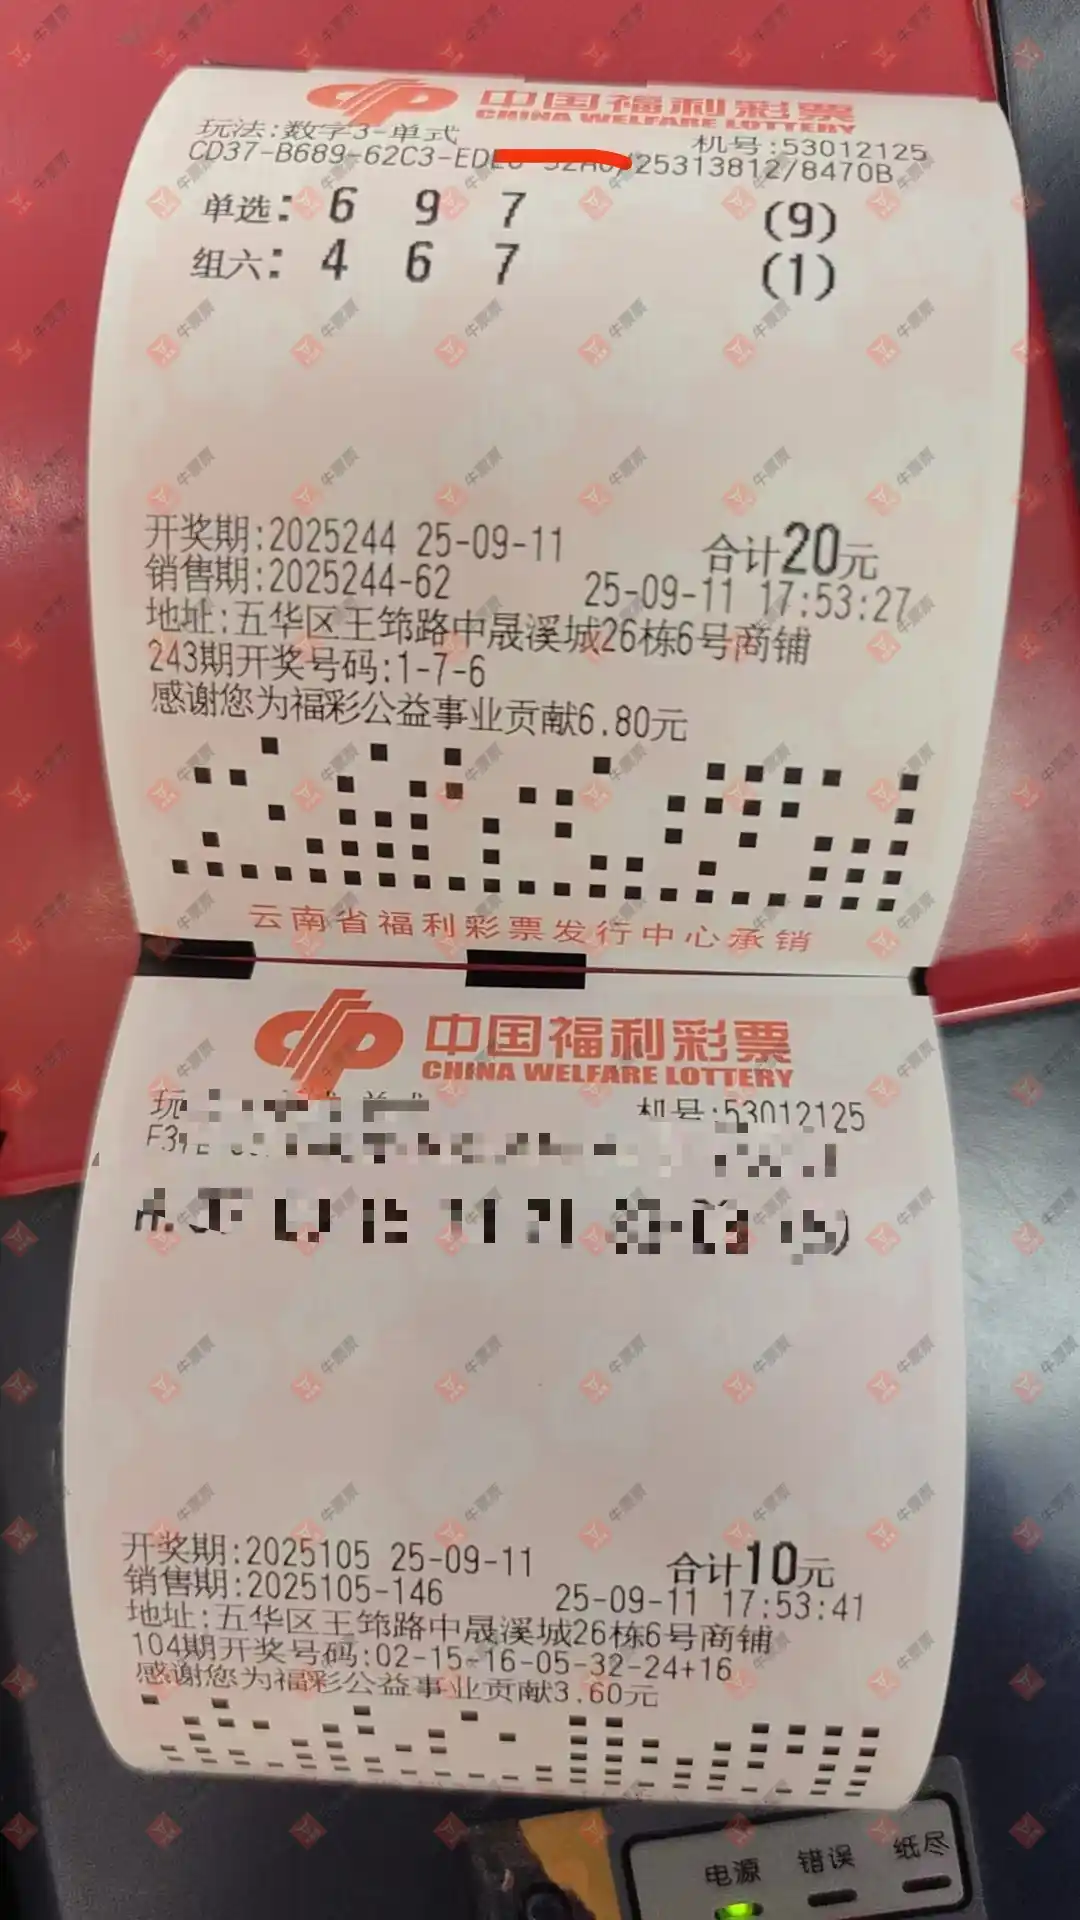 中国福利彩票
CHINA WELFARE LOTTERY
玩法:数字3-单式 机号:53012125
CD37-B689-62C3-EDE 25313812/8470B
单选: 6 9 7 (9)
组六: 4 6 7 (1)
开奖期:2025244 25-09-11 合计20元
销售期:2025244-62 25-09-11 17:53:27
地址:五华区王筇路中晟溪城26栋6号商铺
243期开奖号码:1-7-6
感谢您为福彩公益事业贡献6.80元
云南省福利彩票发行中心承销
中国福利彩票
CHINA WELFARE LOTTERY
玩 机号:53012125
开奖期:2025105 25-09-11 合计10元
销售期:2025105-146 25-09-11 17:53:41
地址:五华区王筇路中晟溪城26栋6号商铺
104期开奖号码:02-15-16-05-32-24+16
感谢您为福彩公益事业贡献3.60元
电源 错误 纸尽
牛票票